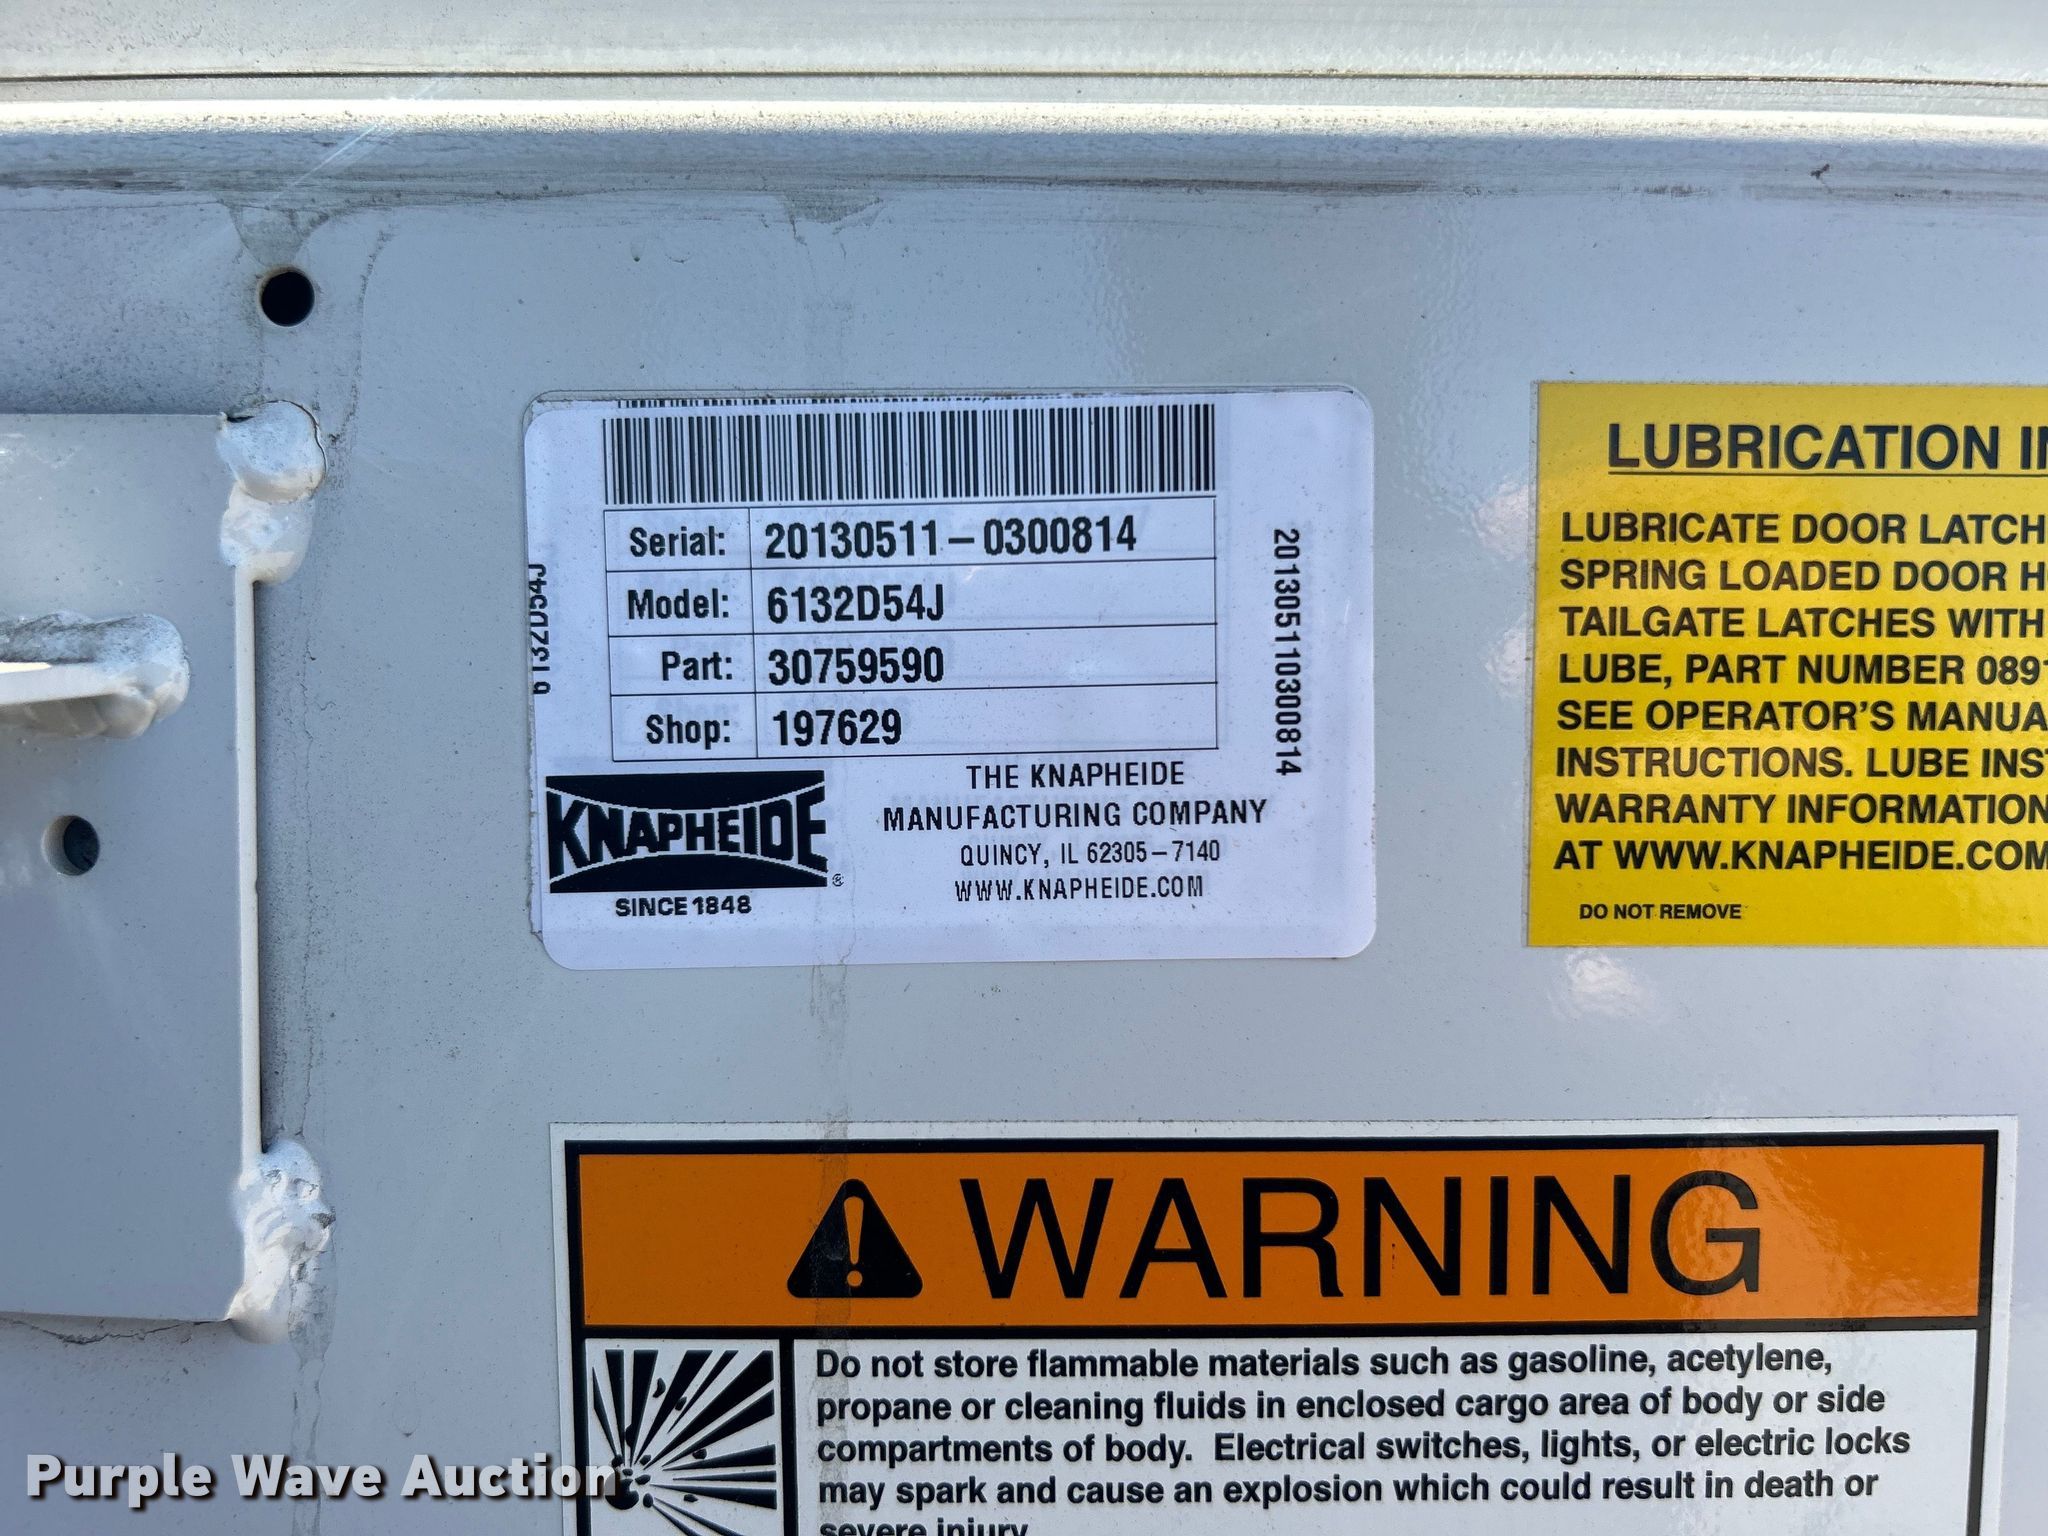 Serial: 20130511-0300814
Model: 6132D54J
Part: 30759590
Shop: 197629
6132D54J
201305110300814
KNAPHEIDE®
SINCE 1848
THE KNAPHEIDE
MANUFACTURING COMPANY
QUINCY, IL 62305-7140
WWW.KNAPHEIDE.COM
LUBRICATION
LUBRICATE DOOR LATCH
SPRING LOADED DOOR
TAILGATE LATCHES WITH
LUBE, PART NUMBER 089
SEE OPERATOR'S MANUA
INSTRUCTIONS. LUBE INS
WARRANTY INFORMATION
AT WWW.KNAPHEIDE.COM
DO NOT REMOVE
WARNING
Do not store flammable materials such as gasoline, acetylene,
propane or cleaning fluids in enclosed cargo area of body or side
compartments of body. Electrical switches, lights, or electric locks
may spark and cause an explosion which could result in death or
severe injury.
Purple Wave Auction